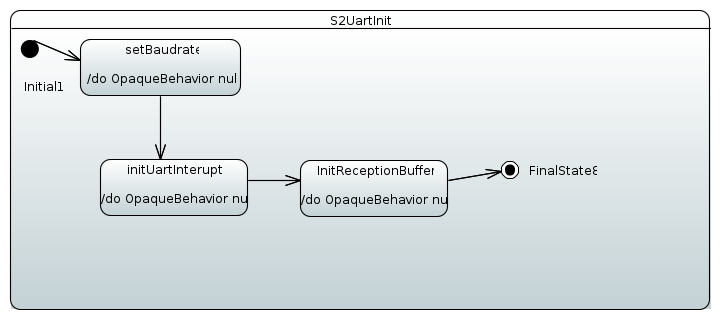 S2UartInit
setBaudrate
/do OpaqueBehavior nul
Initial1
initUartInterupt
/do OpaqueBehavior nu
InitReceptionBuffer
/do OpaqueBehavior nu
FinalState8